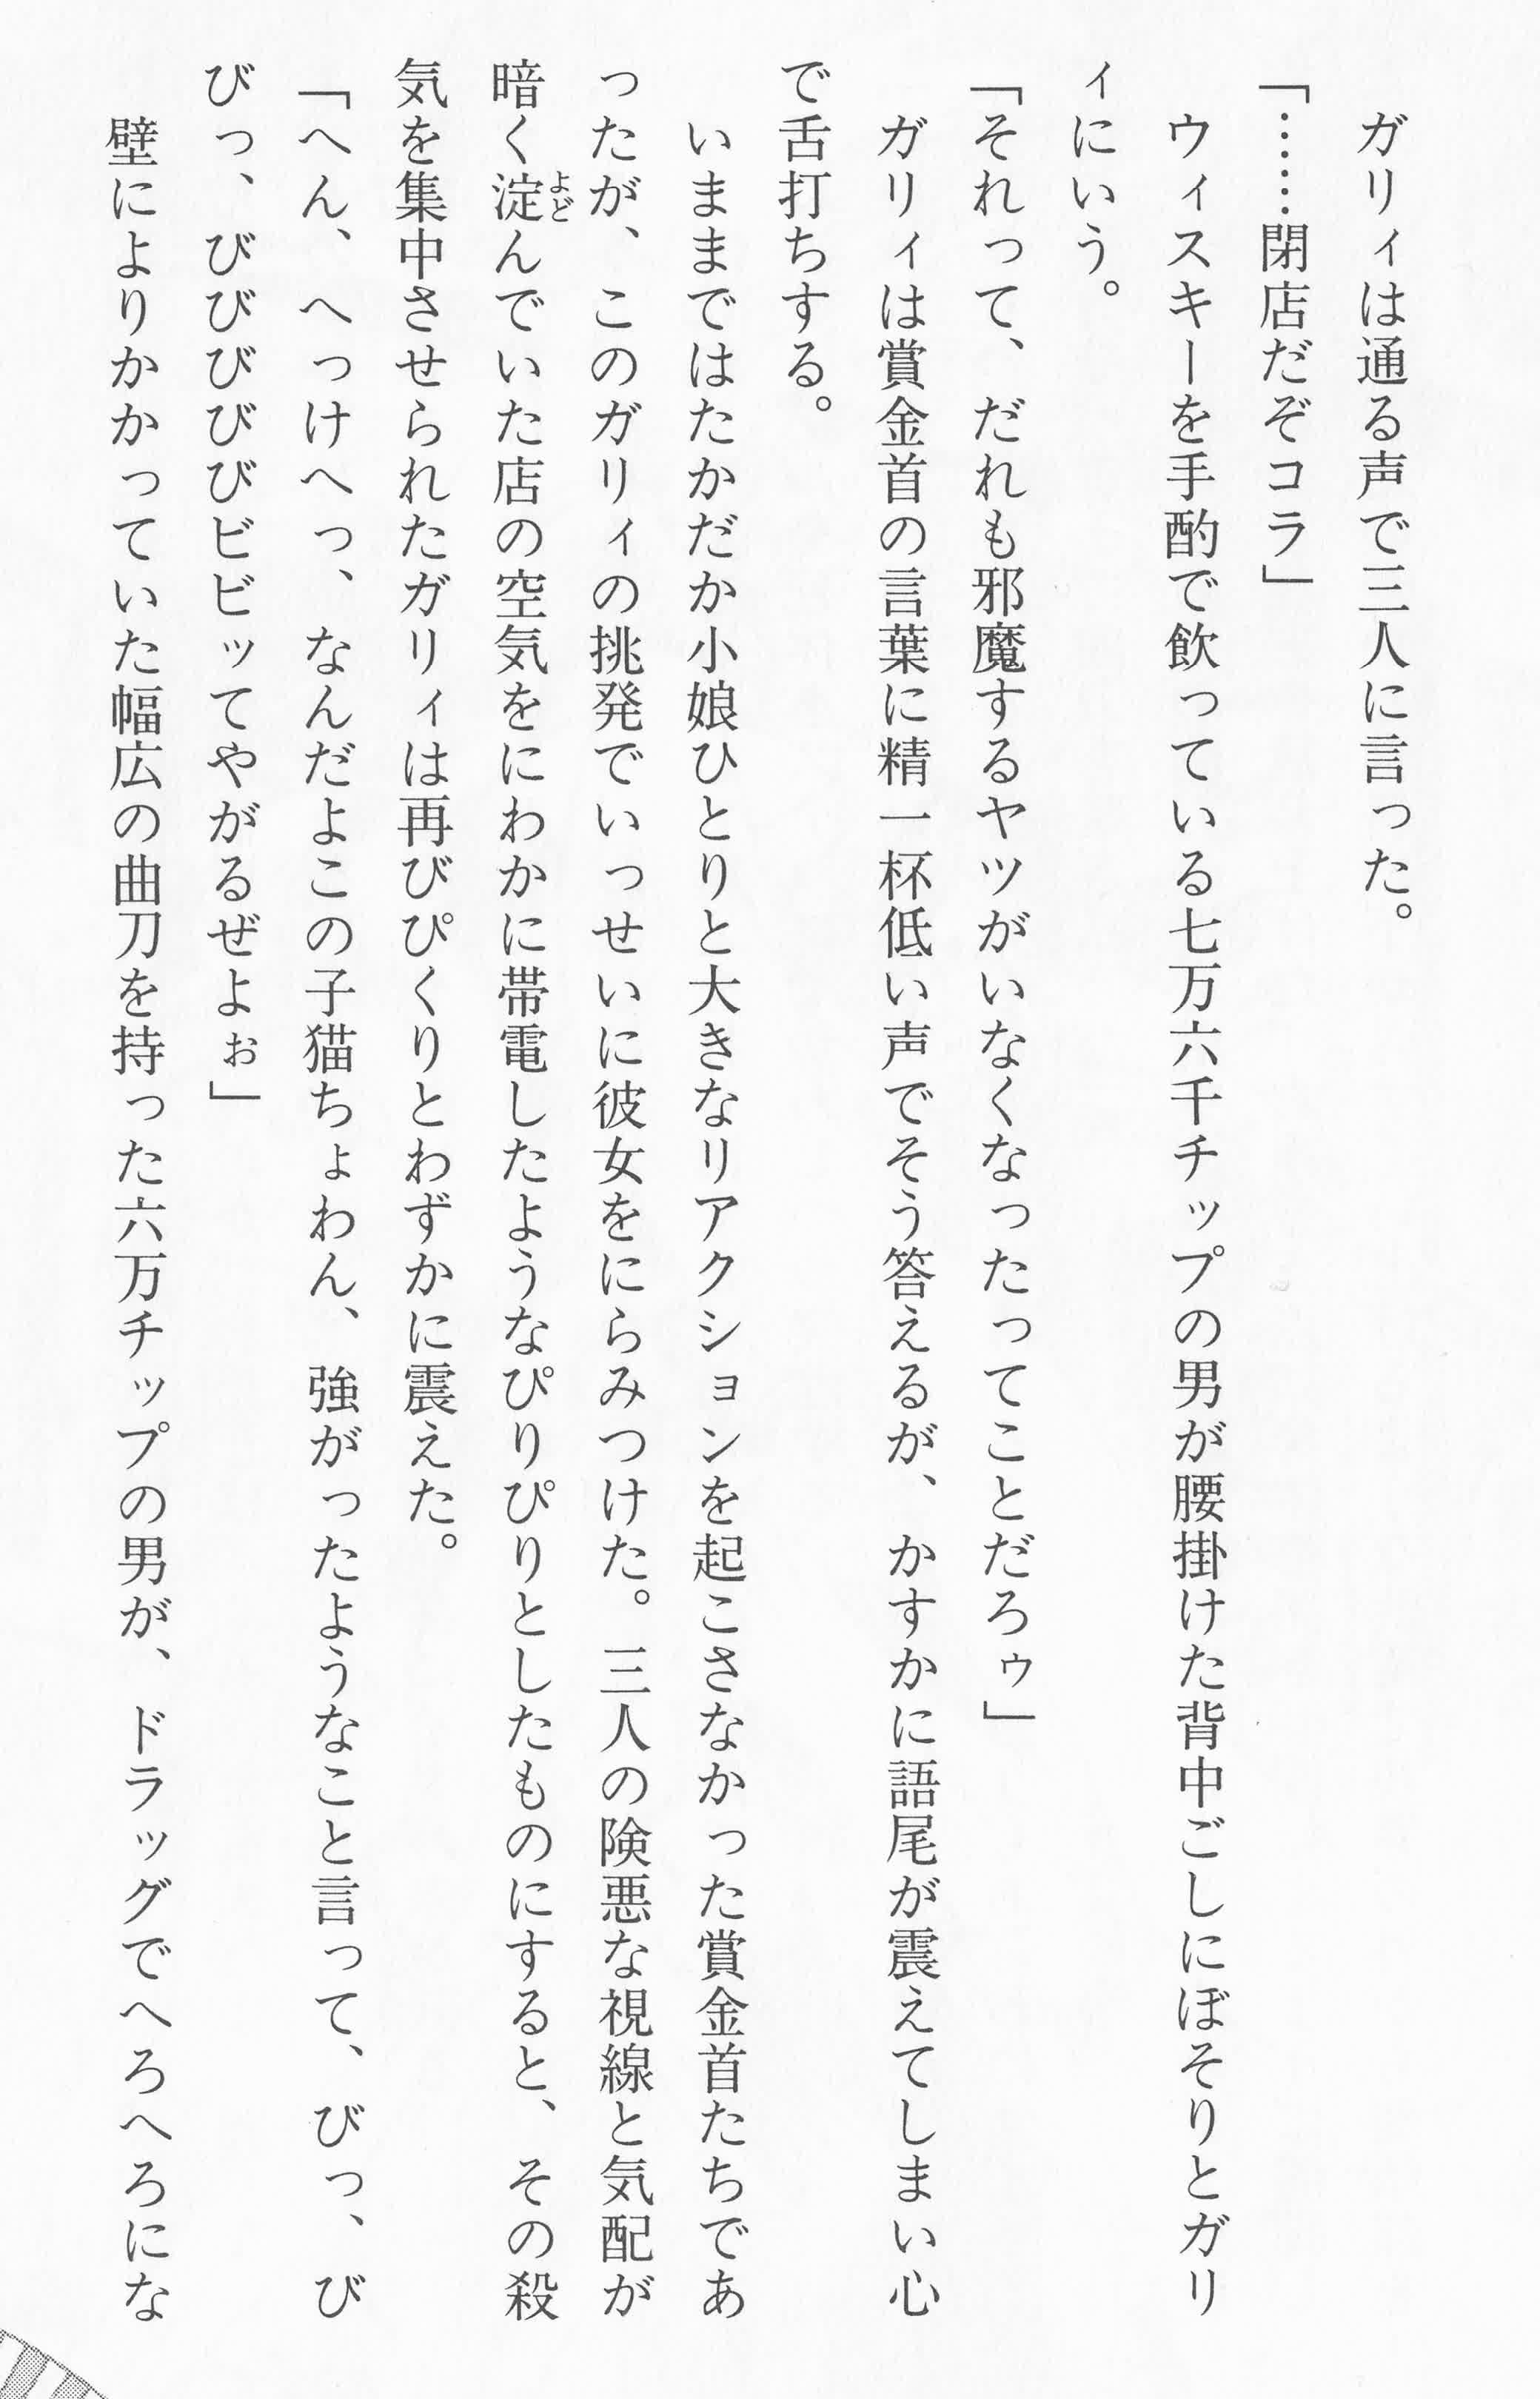 ガリィは通る声で三人に言った。
「……閉店だぞコラ」
ウィスキーを手酌で飲っている七万六千チップの男が腰掛けた背中ごしにぼそりとガリ
ィにいう。
「それって、だれも邪魔するヤツがいなくなったってことだろゥ」
ガリィは賞金首の言葉に精一杯低い声でそう答えるが、かすかに語尾が震えてしまい心
で舌打ちする。
いままではたかだか小娘ひとりと大きなリアクションを起こさなかった賞金首たちであ
ったが、このガリィの挑発でいっせいに彼女をにらみつけた。三人の険悪な視線と気配が
暗く淀んでいた店の空気をにわかに帯電したようなぴりぴりとしたものにすると、その殺
よど
気を集中させられたガリィは再びぴくりとわずかに震えた。
「へん、へっけへっ、なんだよこの子猫ちょわん、強がったようなこと言って、びっ、び
びっ、びびびびびビビッてやがるぜよぉ」
壁によりかかっていた幅広の曲刀を持った六万チップの男が、ドラッグでへろへろにな